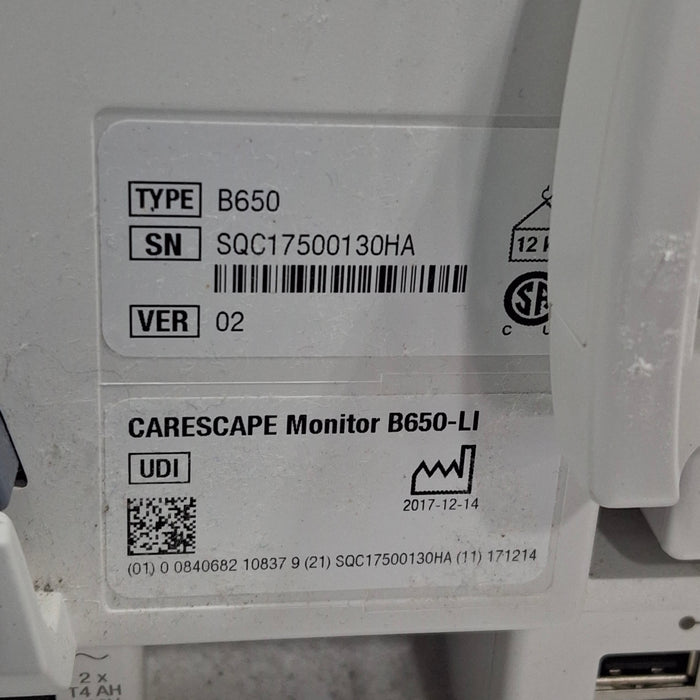 TYPE B650
SN SQC17500130HA
12
VER 02
C
CARESCAPE Monitor B650-LI
UDI
2017-12-14
(01) 0 0840682 10837 9 (21) SQC17500130HA (11) 171214
2 x
T4 AH